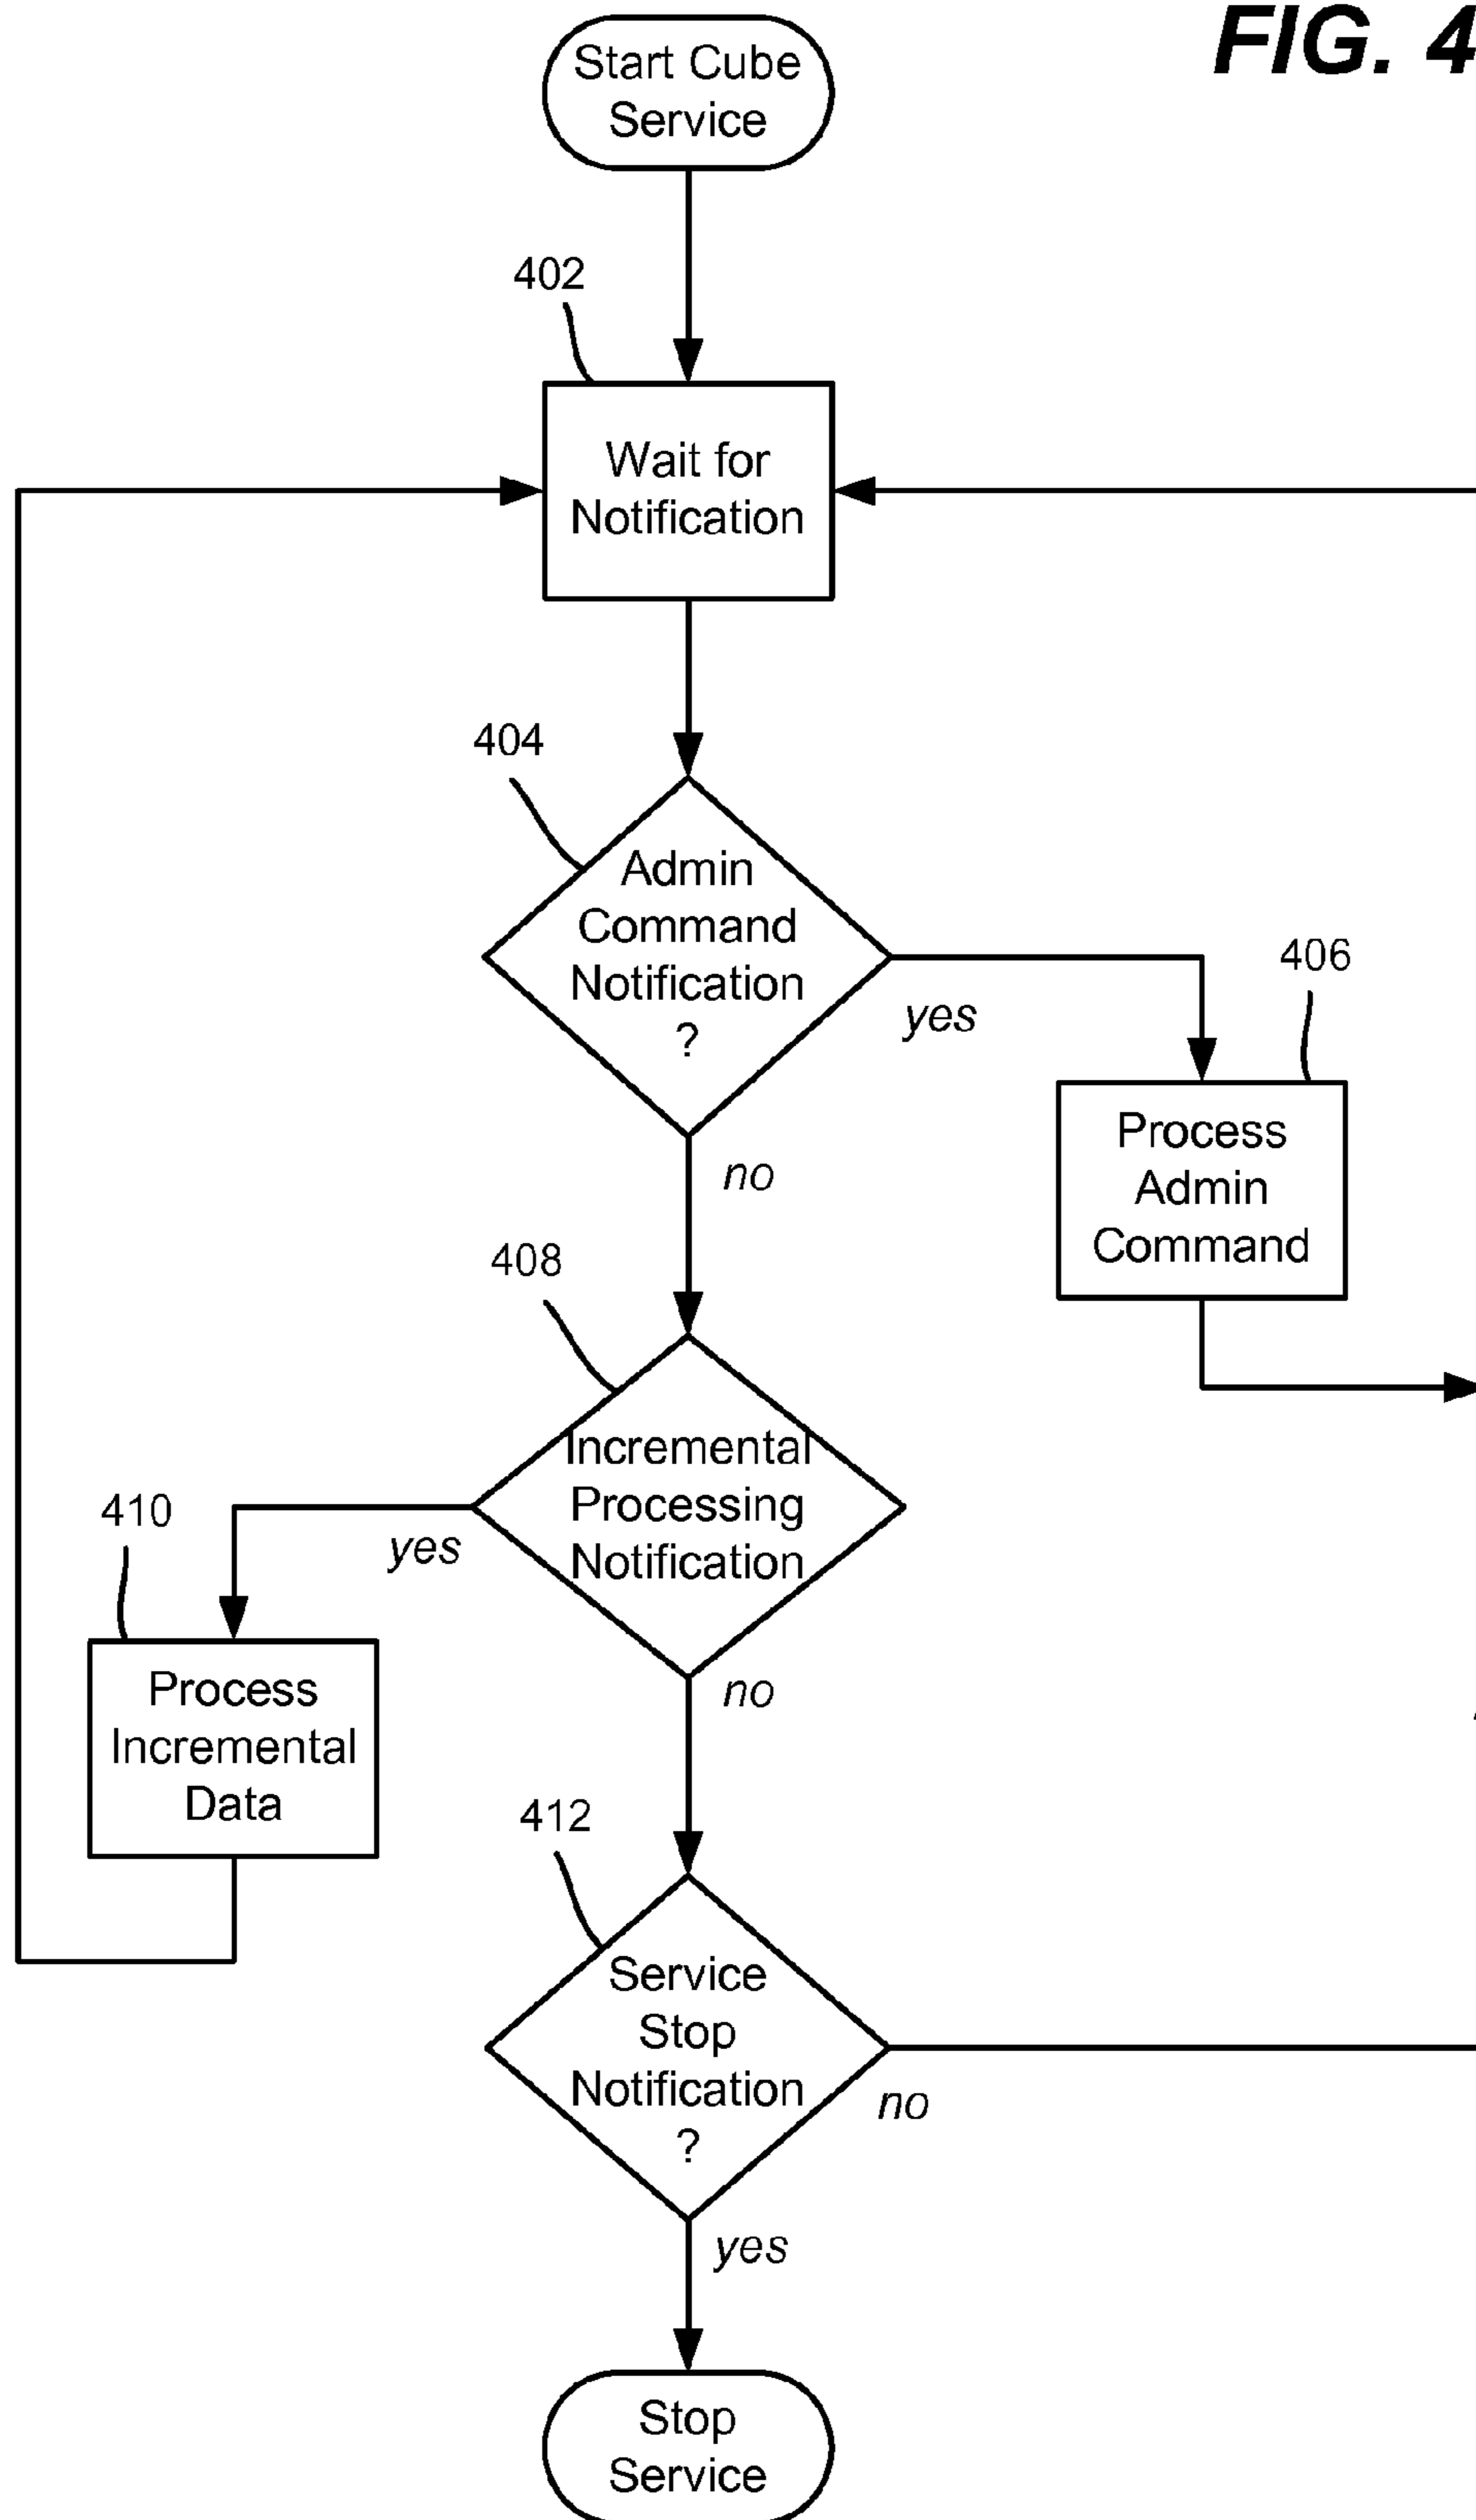 FIG. 4
Start Cube
Service
402
Wait for
Notification
404
Admin
Command
Notification
?
yes
406
Process
Admin
Command
no
408
Incremental
Processing
Notification
yes
410
Process
Incremental
Data
no
412
Service
Stop
Notification
?
no
yes
Stop
Service